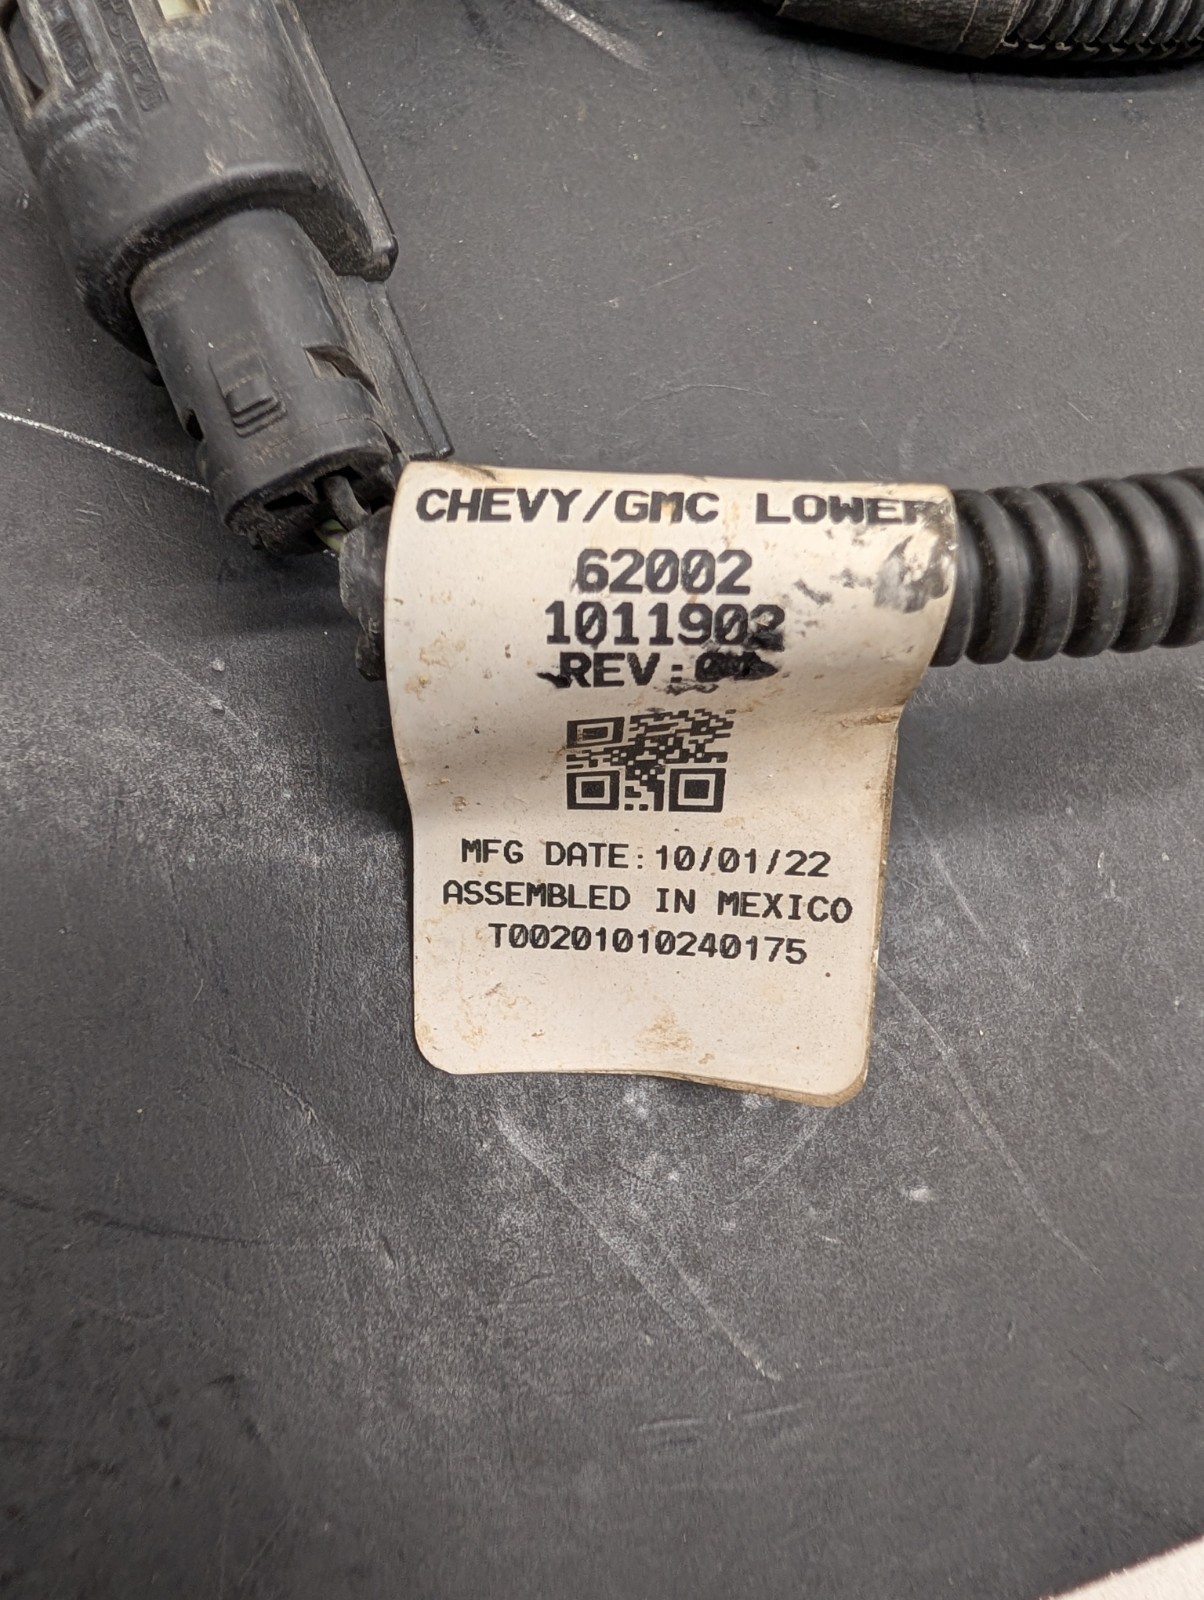 CHEVY/GMC LOWER
62002
1011902
REV:
MFG DATE:10/01/22
ASSEMBLED IN MEXICO
T00201010240175